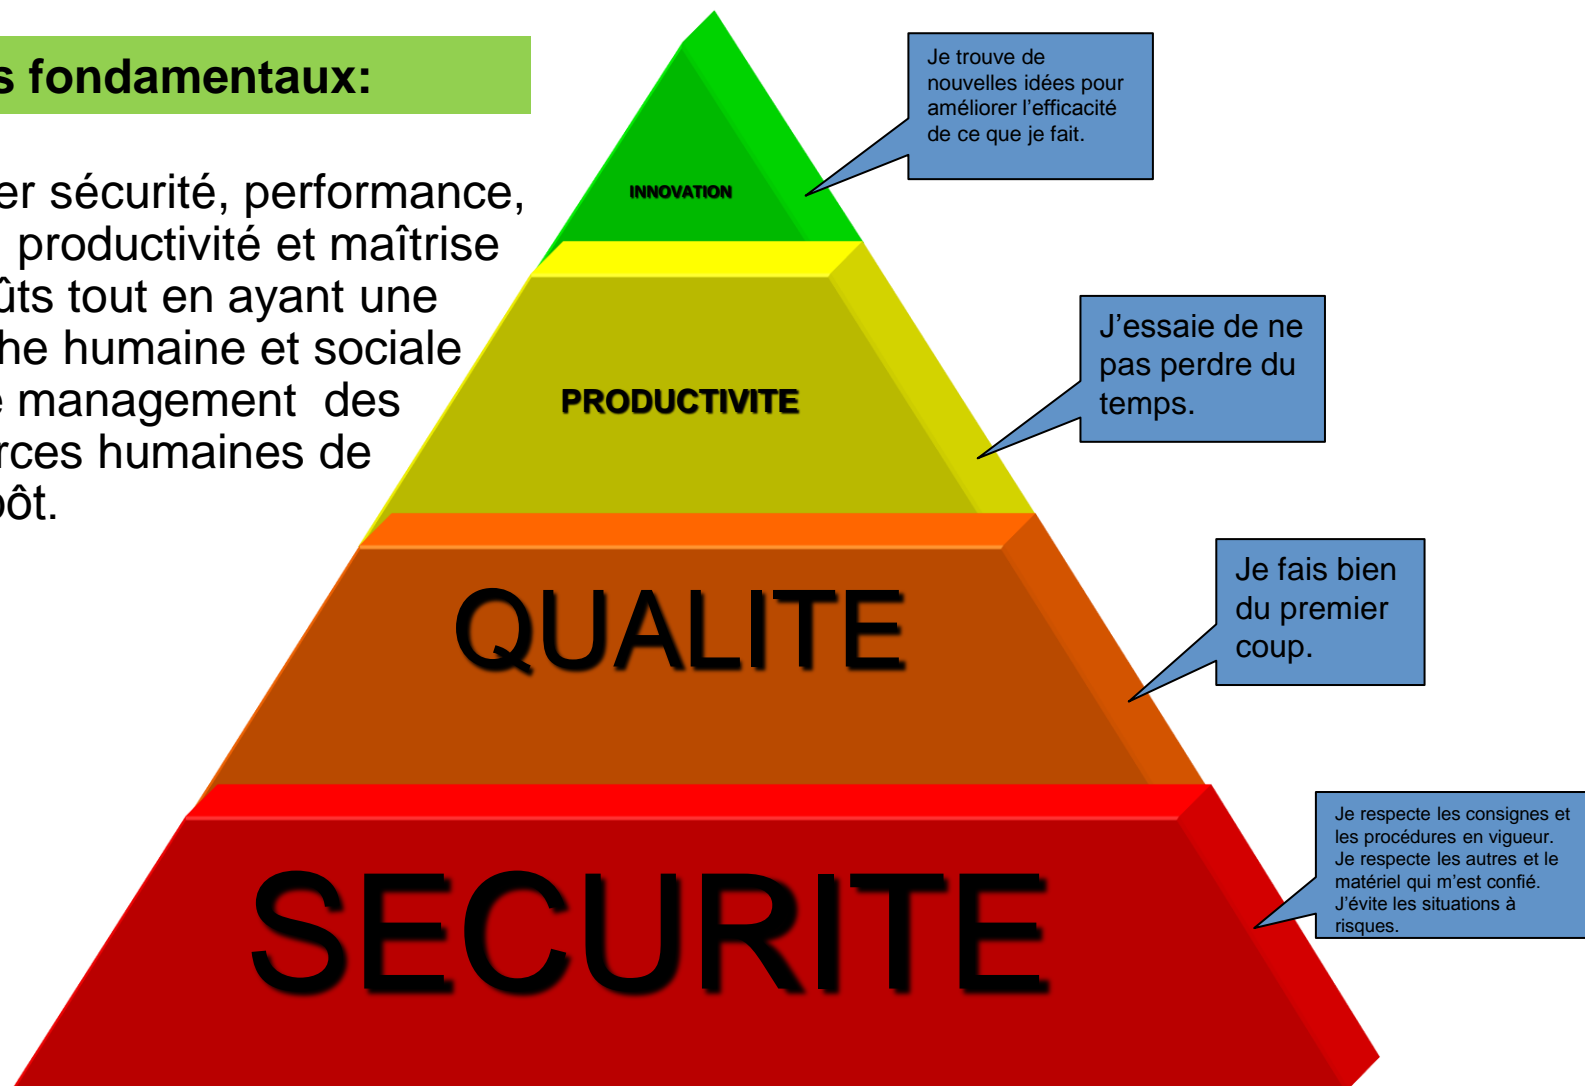 s fondamentaux:
er sécurité, performance,
productivité et maîtrise
ûts tout en ayant une
he humaine et sociale
e management des
rces humaines de
pôt.
Je trouve de
nouvelles idées pour
améliorer l’efficacité
de ce que je fait.
INNOVATION
J’essaie de ne
pas perdre du
temps.
PRODUCTIVITE
Je fais bien
du premier
coup.
QUALITE
Je respecte les consignes et
les procédures en vigueur.
Je respecte les autres et le
matériel qui m’est confié.
J’évite les situations à
risques.
SECURITE